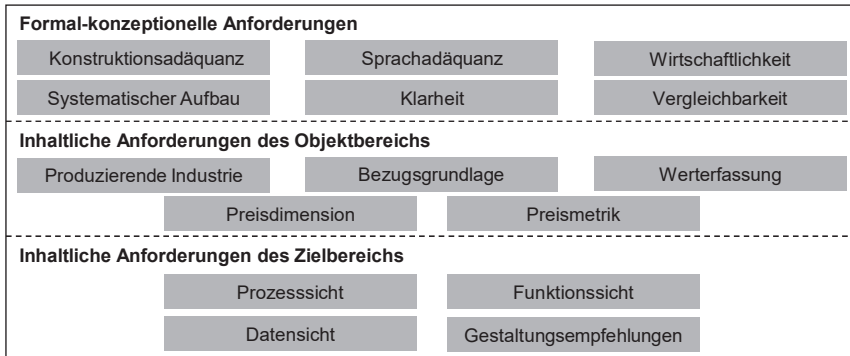 Formal-konzeptionelle Anforderungen
Konstruktionsadäquanz Sprachadäquanz Wirtschaftlichkeit
Systematischer Aufbau Klarheit Vergleichbarkeit
Inhaltliche Anforderungen des Objektbereichs
Produzierende Industrie Bezugsgrundlage Werterfassung
Preisdimension Preismetrik
Inhaltliche Anforderungen des Zielbereichs
Prozesssicht Funktionssicht
Datensicht Gestaltungsempfehlungen